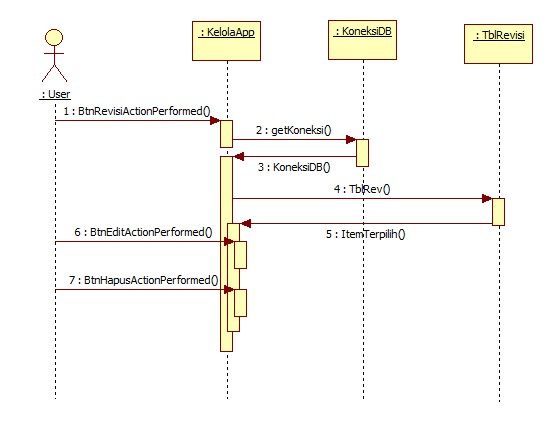 : KelolaApp
: KoneksiDB
: TblRevisi
: User
1 : BtnRevisiActionPerformed()
2 : getKoneksi()
3 : KoneksiDB()
4 : TblRev()
5 : ItemTerpilih()
6 : BtnEditActionPerformed()
7 : BtnHapusActionPerformed()